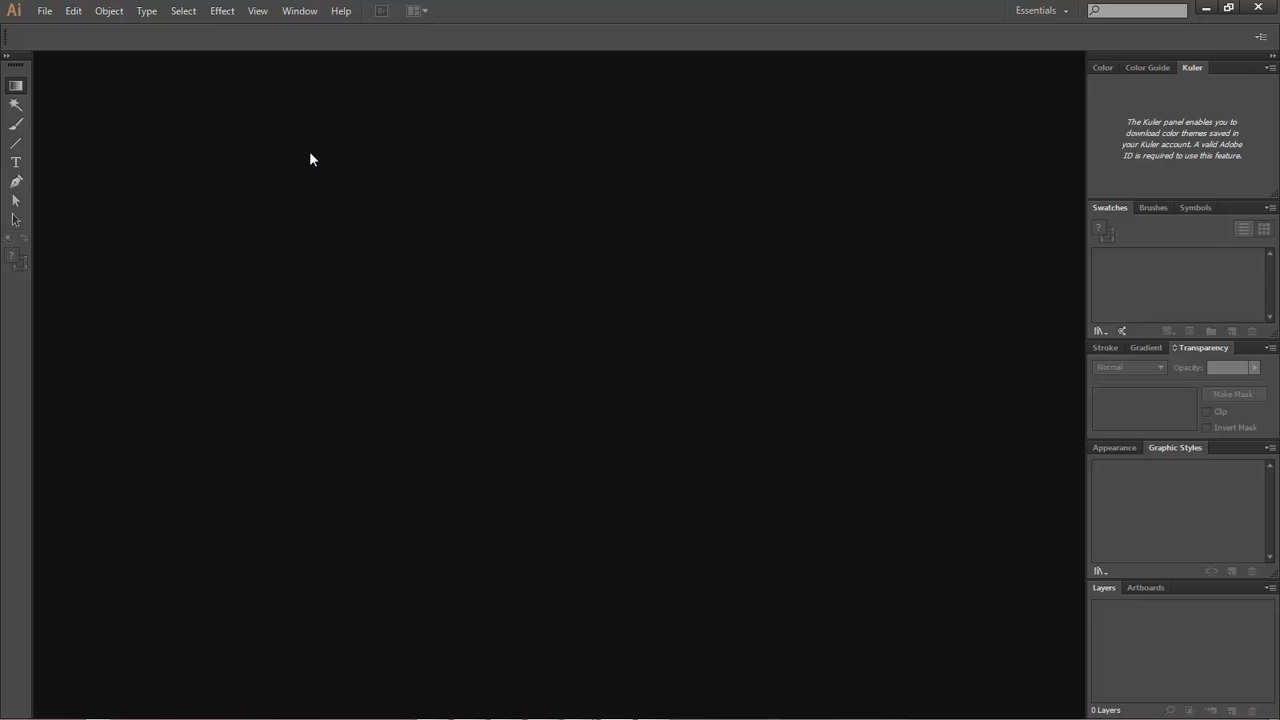 Ai File Edit Object Type Select Effect View Window Help Br Essentials
Color Color Guide Kuler
The Kuler panel enables you to
download color themes saved in
your Kuler account. A valid Adobe
ID is required to use this feature.
T
Swatches Brushes Symbols
?
?
Stroke Gradient Transparency
Normal Opacity:
Make Mask
Clip
Invert Mask
Appearance Graphic Styles
Layers Artboards
0 Layers